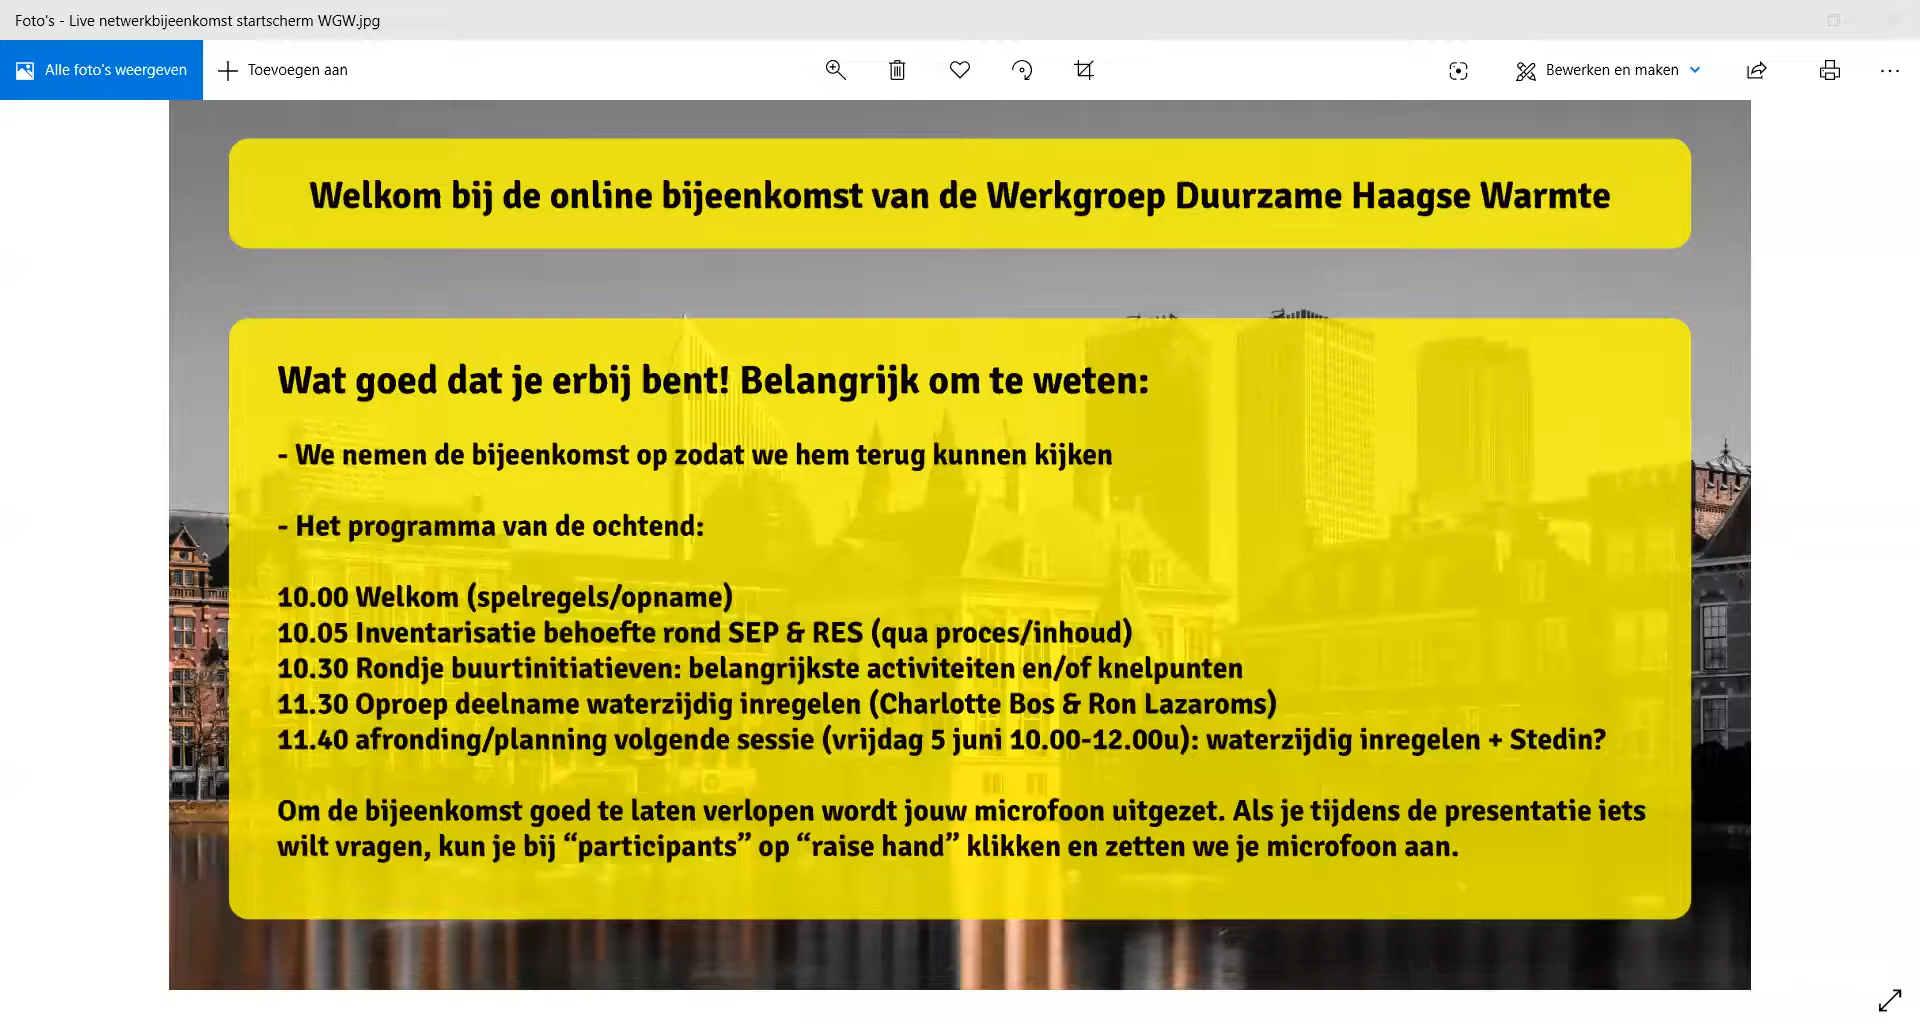 Foto's - Live netwerkbijeenkomst startscherm WGW.jpg
Alle foto's weergeven
Toevoegen aan
Bewerken en maken
Welkom bij de online bijeenkomst van de Werkgroep Duurzame Haagse Warmte
Wat goed dat je erbij bent! Belangrijk om te weten:
- We nemen de bijeenkomst op zodat we hem terug kunnen kijken
- Het programma van de ochtend:
10.00 Welkom (spelregels/opname)
10.05 Inventarisatie behoefte rond SEP & RES (qua proces/inhoud)
10.30 Rondje buurtinitiatieven: belangrijkste activiteiten en/of knelpunten
11.30 Oproep deelname waterzijdig inregelen (Charlotte Bos & Ron Lazaroms)
11.40 afronding/planning volgende sessie (vrijdag 5 juni 10.00-12.00u): waterzijdig inregelen + Stedin?
Om de bijeenkomst goed te laten verlopen wordt jouw microfoon uitgezet. Als je tijdens de presentatie iets
wilt vragen, kun je bij “participants” op “raise hand” klikken en zetten we je microfoon aan.